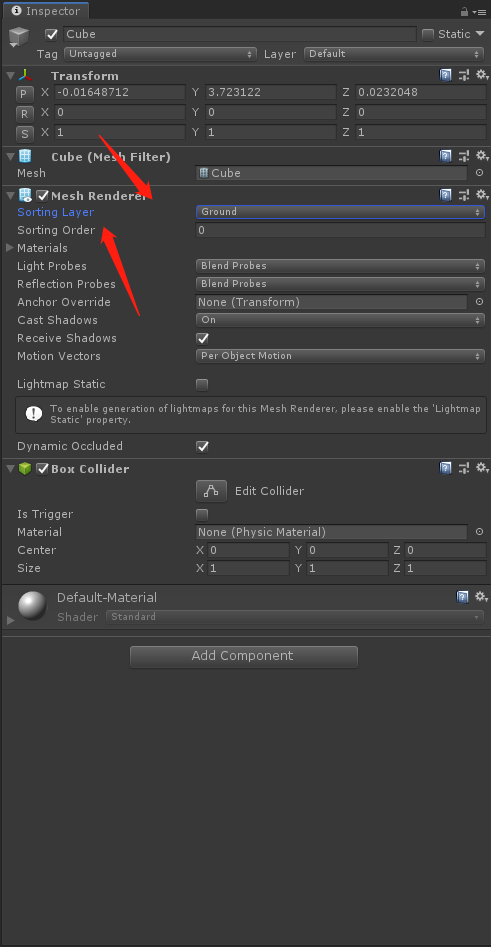 Inspector
Cube Static
Tag Untagged Layer Default
Transform
P X -0.01648712 Y 3.723122 Z 0.0232048
R X 0 Y 0 Z 0
S X 1 Y 1 Z 1
Cube (Mesh Filter)
Mesh Cube
Mesh Renderer
Sorting Layer Ground
Sorting Order 0
Materials
Light Probes Blend Probes
Reflection Probes Blend Probes
Anchor Override None (Transform)
Cast Shadows On
Receive Shadows
Motion Vectors Per Object Motion
Lightmap Static
To enable generation of lightmaps for this Mesh Renderer, please enable the 'Lightmap
Static' property.
Dynamic Occluded
Box Collider
Edit Collider
Is Trigger
Material None (Physic Material)
Center X 0 Y 0 Z 0
Size X 1 Y 1 Z 1
Default-Material
Shader Standard
Add Component